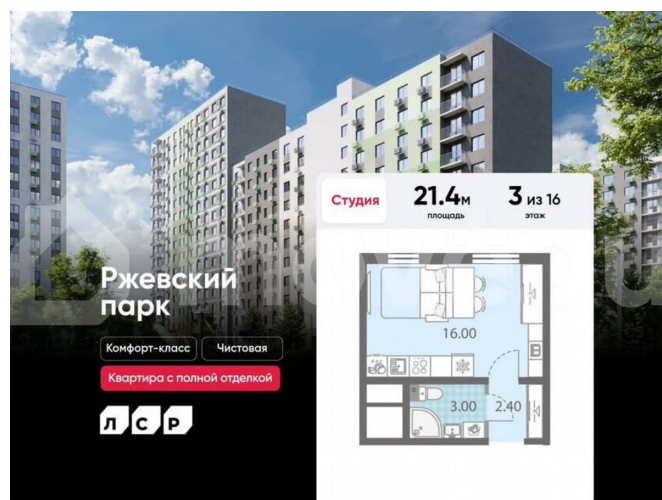 Студия
21.4м
площадь
3 из 16
этаж
Ржевский
парк
Комфорт-класс
Чистовая
Квартира с полной отделкой
ЛСР
16.00
3.00
2.40